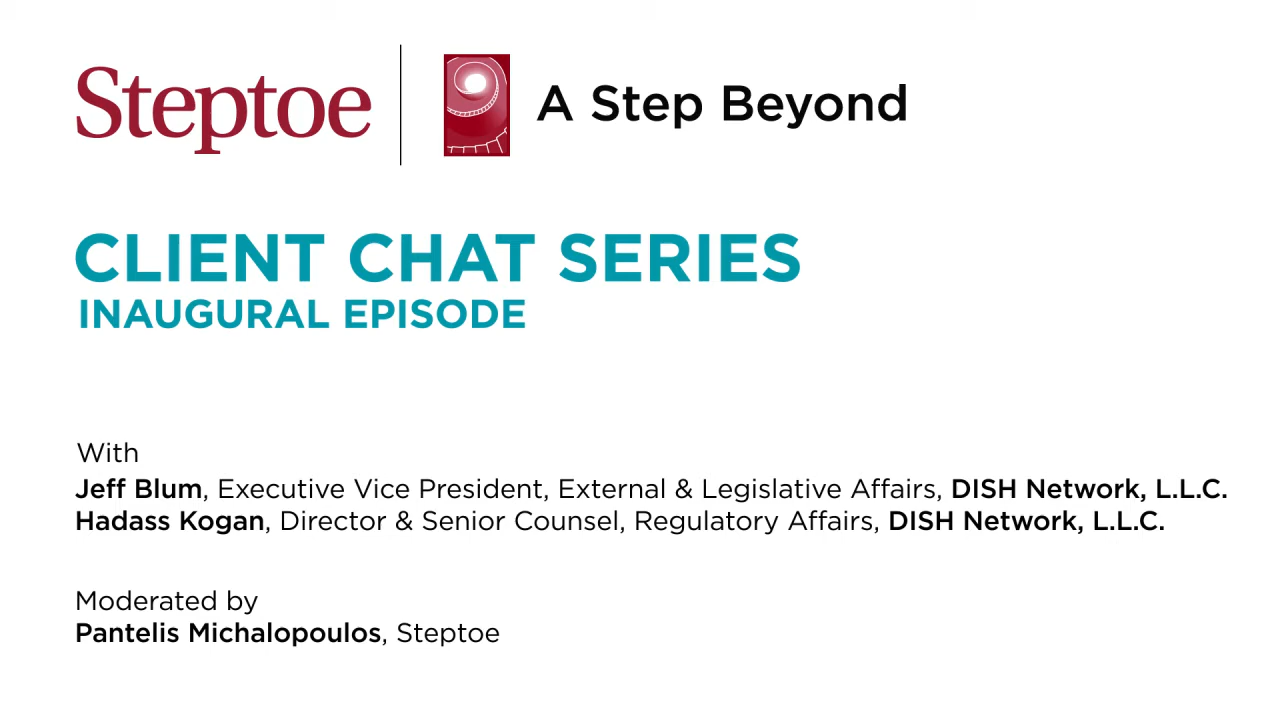 Steptoe
A Step Beyond
CLIENT CHAT SERIES
INAUGURAL EPISODE
With
Jeff Blum, Executive Vice President, External & Legislative Affairs, DISH Network, L.L.C.
Hadass Kogan, Director & Senior Counsel, Regulatory Affairs, DISH Network, L.L.C.
Moderated by
Pantelis Michalopoulos, Steptoe